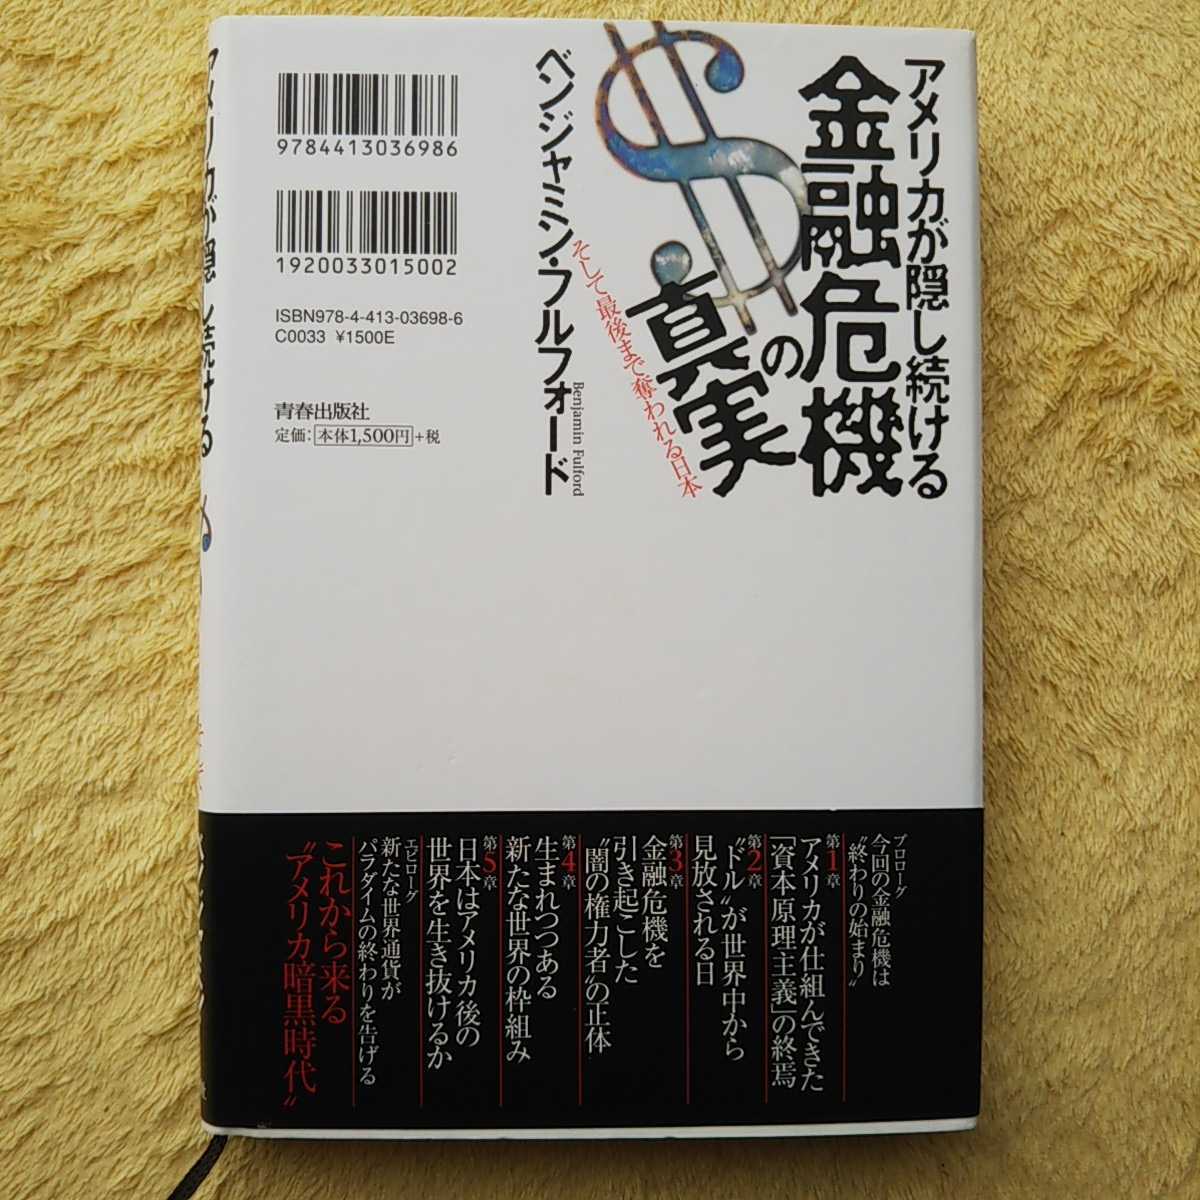 アメリカが隠し続ける
金融危機
の
真実
そして最後まで奪われる日本
ベンジャミン・フルフォード
Benjamin Fulford
9784413036986
1920033015002
ISBN978-4-413-03698-6
C0033 ¥1500E
青春出版社
定価：本体1,500円+税
アメリカが隠し続ける
プロローグ
今回の金融危機は
“終わりの始まり”
第1章
アメリカが仕組んできた
「資本原理主義」の終焉
第2章
“ドル”が世界中から
見放される日
第3章
金融危機を
引き起こした
“闇の権力者”の正体
第4章
生まれつつある
新たな世界の枠組み
第5章
日本はアメリカ後の
世界を生き抜けるか
エピローグ
新たな世界通貨が
パラダイムの終わりを告げる
これから来る
“アメリカ暗黒時代”